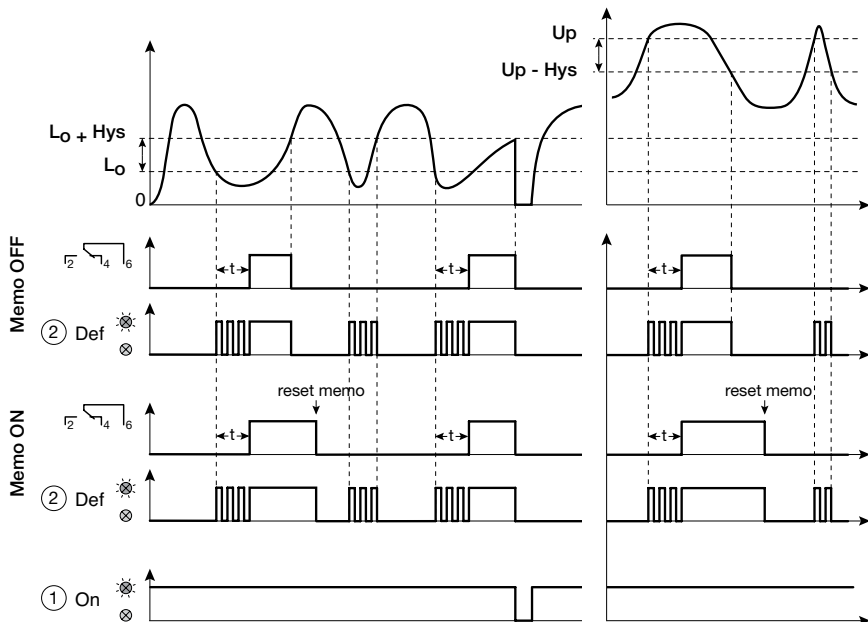 Up
Up - Hys
Lo + Hys
Lo
0
Memo OFF
2 4 6
t t t
② Def
Memo ON
reset memo reset memo
2 4 6
t t t
② Def
① On